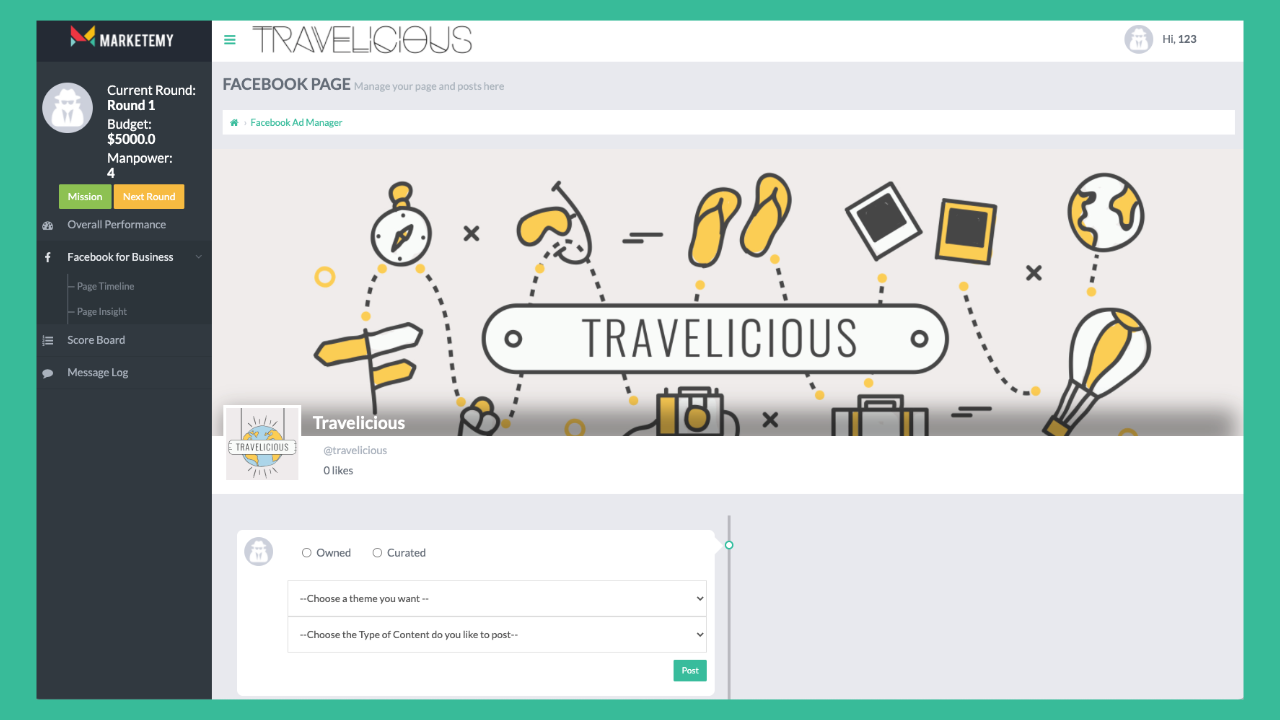 MARKETEMY
TRAVELICIOUS
Hi, 123
Current Round:
Round 1
Budget:
$5000.0
Manpower:
4
Mission
Next Round
Overall Performance
Facebook for Business
Page Timeline
Page Insight
Score Board
Message Log
FACEBOOK PAGE Manage your page and posts here
Facebook Ad Manager
TRAVELICIOUS
TRAVELICIOUS
Travelicious
@travelicious
0 likes
Owned
Curated
--Choose a theme you want --
--Choose the Type of Content do you like to post--
Post